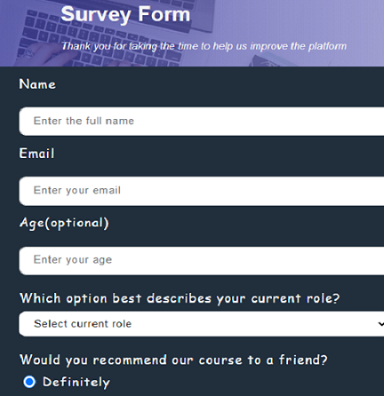 Survey Form
Thank you for taking the time to help us improve the platform
Name
Enter the full name
Email
Enter your email
Age(optional)
Enter your age
Which option best describes your current role?
Select current role
Would you recommend our course to a friend?
Definitely